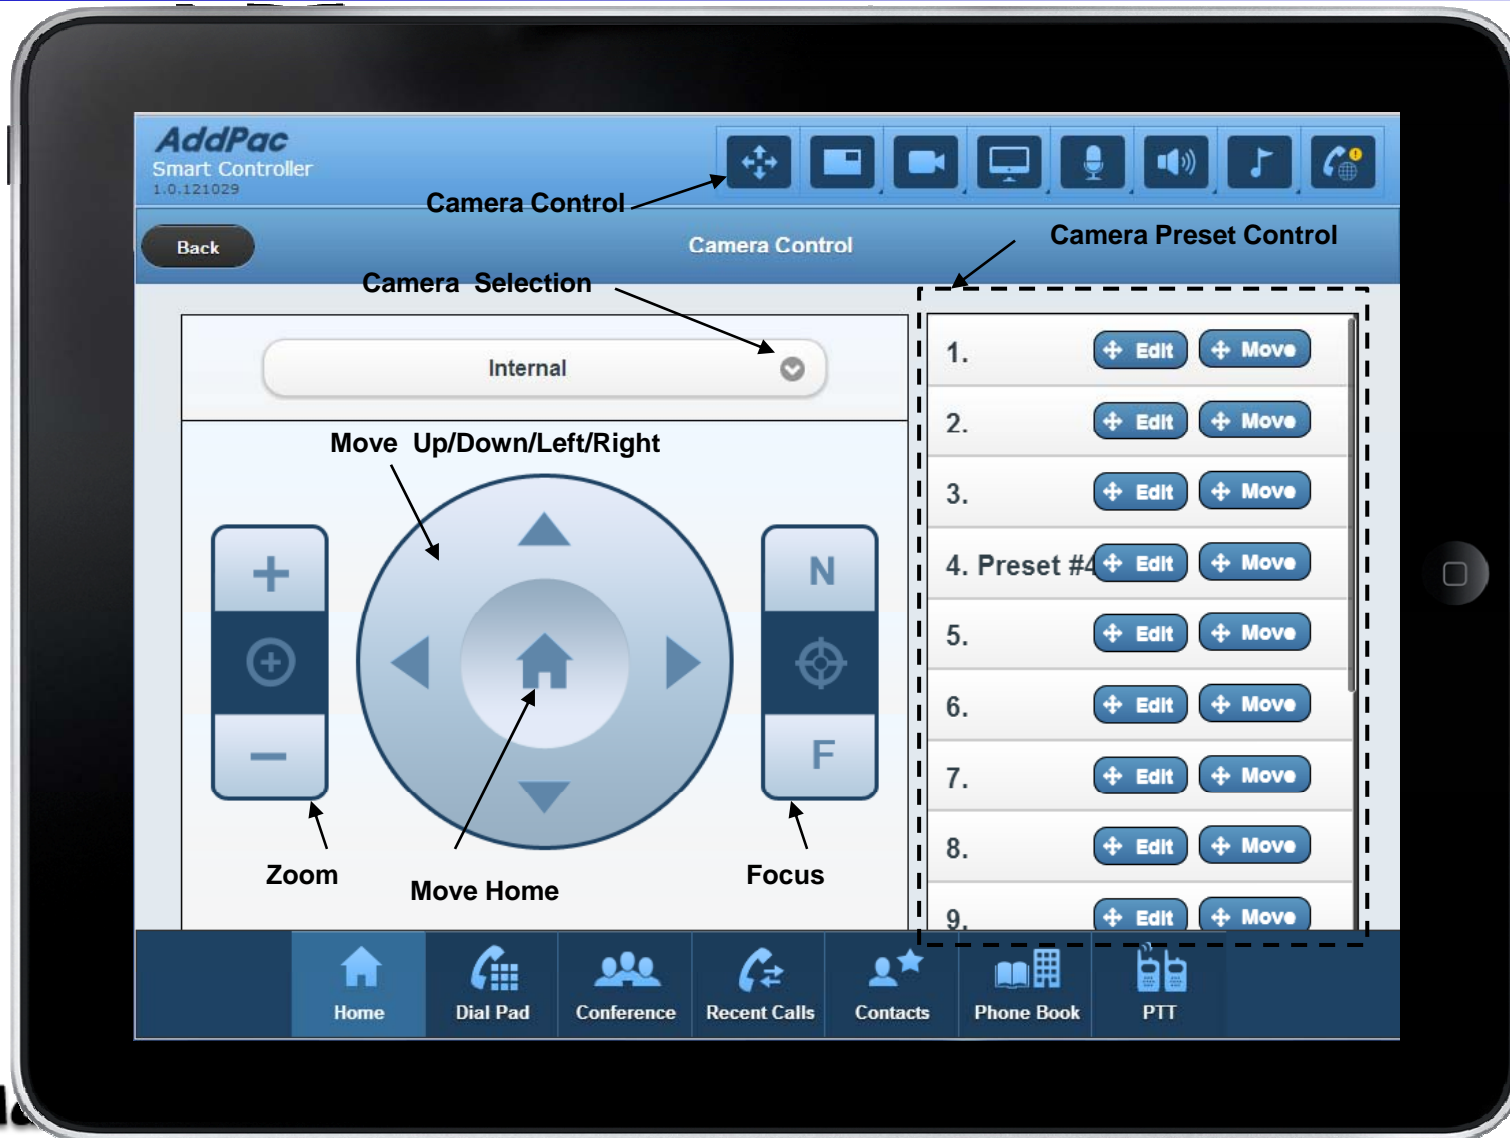 AddPac
Smart Controller
1.0.121029
Camera Control
Back
Camera Control
Camera Preset Control
Camera Selection
Internal
Move Up/Down/Left/Right
+
N
−
F
Zoom
Move Home
Focus
1. Edit Move
2. Edit Move
3. Edit Move
4. Preset #4 Edit Move
5. Edit Move
6. Edit Move
7. Edit Move
8. Edit Move
9. Edit Move
Home
Dial Pad
Conference
Recent Calls
Contacts
Phone Book
PTT